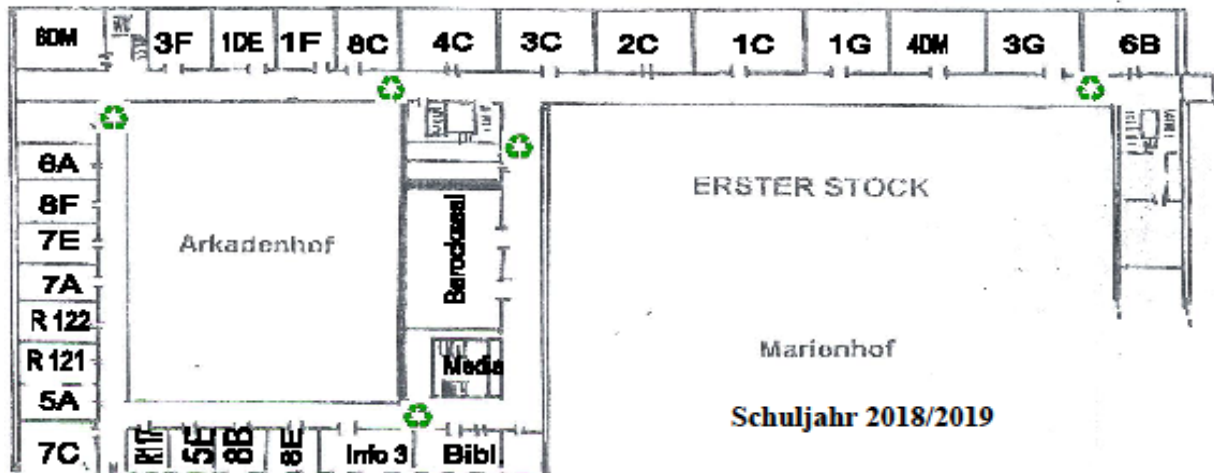 6DM 3F 1DE 1F 8C 4C 3C 2C 1C 1G 4DM 3G 6B
6A
8F
7E
7A
R 122
R 121
5A
7C
5E
8B
8E
Info 3
Bibl.
Arkadenhof
Barocksaal
Media
ERSTER STOCK
Marienhof
Schuljahr 2018/2019